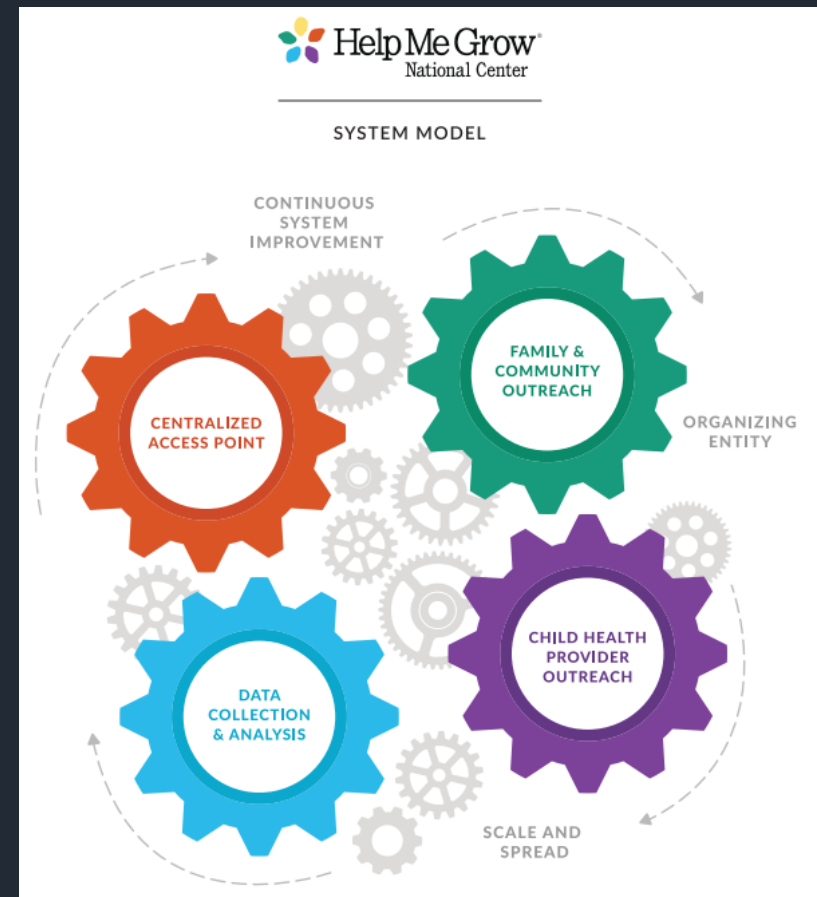 Help Me Grow®
National Center
SYSTEM MODEL
CONTINUOUS
SYSTEM
IMPROVEMENT
FAMILY &
COMMUNITY
OUTREACH
CENTRALIZED
ACCESS POINT
ORGANIZING
ENTITY
CHILD HEALTH
PROVIDER
OUTREACH
DATA
COLLECTION
& ANALYSIS
SCALE AND
SPREAD